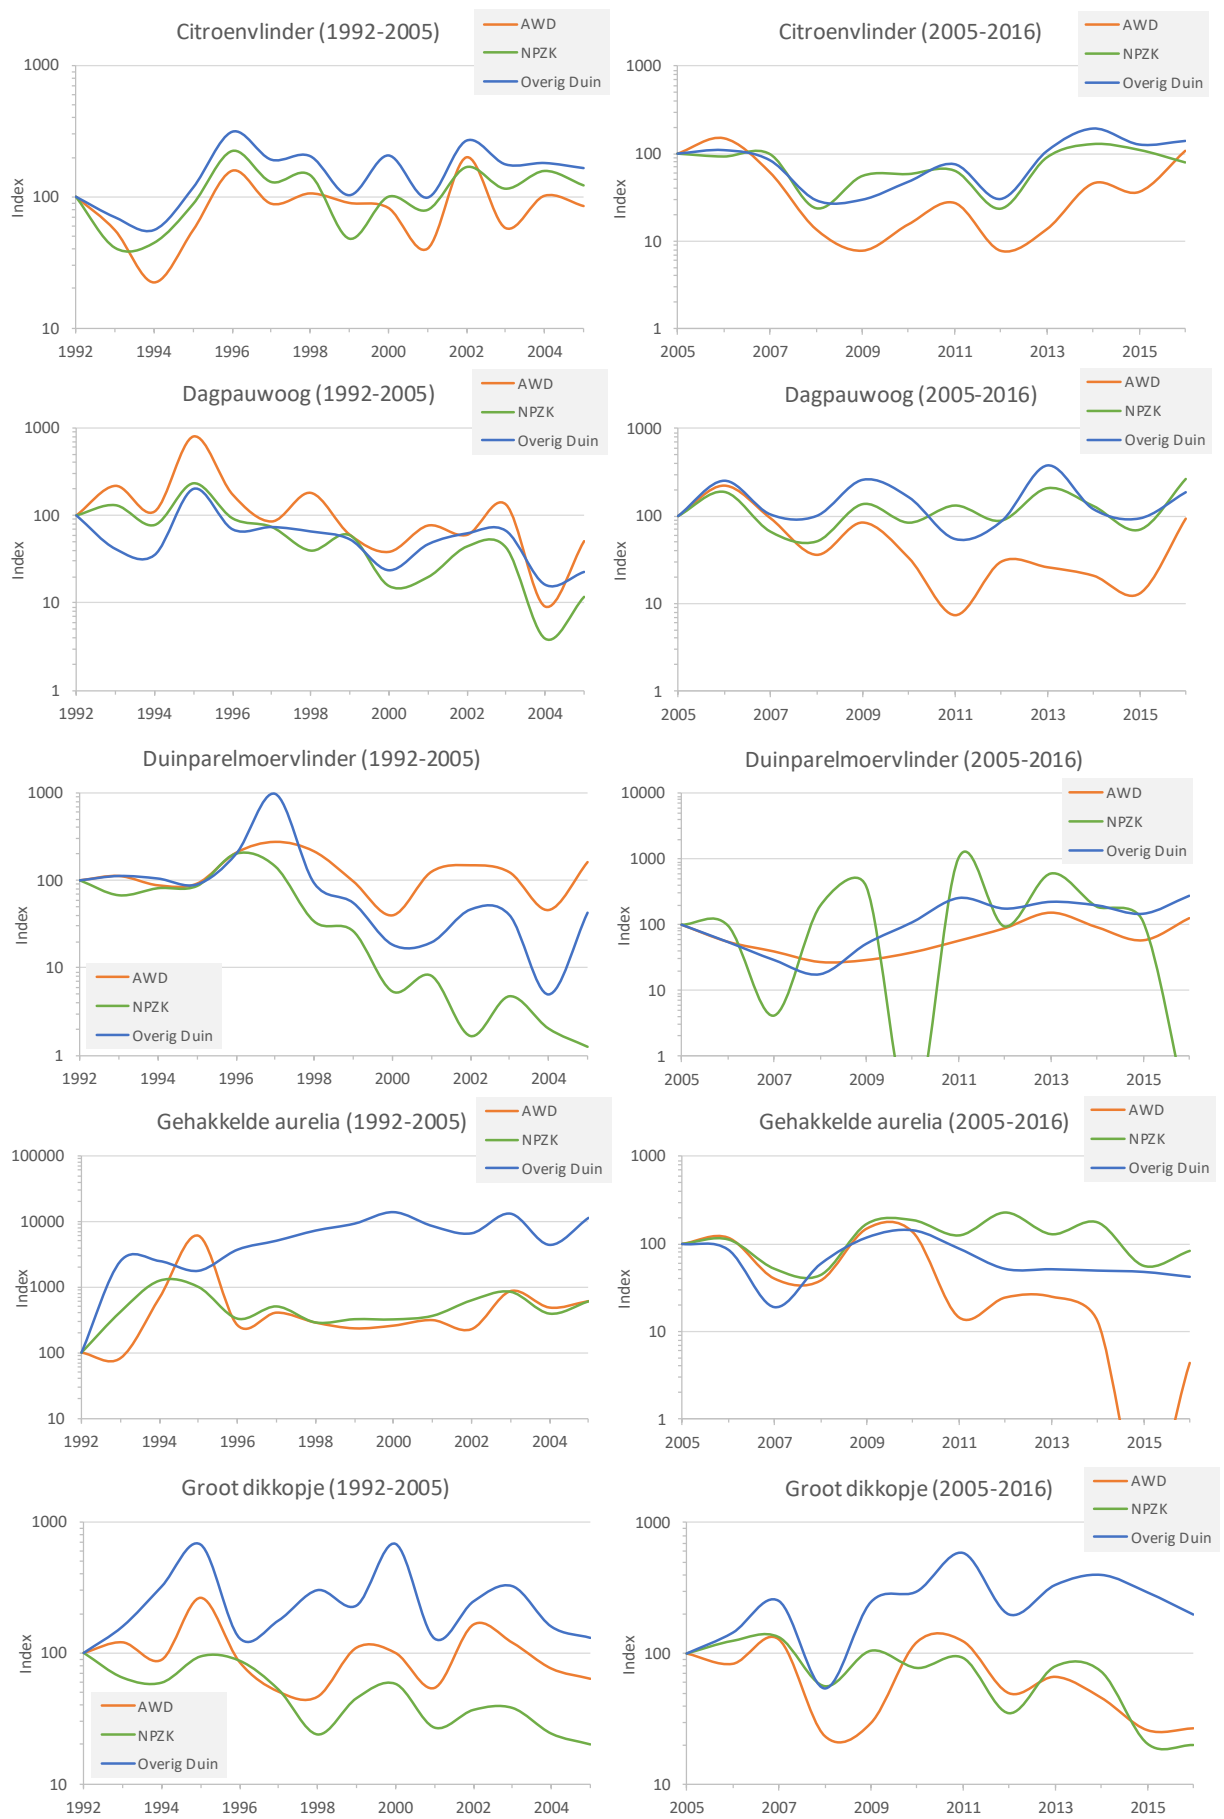 Citroenvlinder (1992-2005)
AWD
NPZK
Overig Duin
1000
100
10
Index
1992 1994 1996 1998 2000 2002 2004
Citroenvlinder (2005-2016)
AWD
NPZK
Overig Duin
1000
100
10
1
Index
2005 2007 2009 2011 2013 2015
Dagpauwoog (1992-2005)
AWD
NPZK
Overig Duin
1000
100
10
1
Index
1992 1994 1996 1998 2000 2002 2004
Dagpauwoog (2005-2016)
AWD
NPZK
Overig Duin
1000
100
10
1
Index
2005 2007 2009 2011 2013 2015
Duinparelmoervlinder (1992-2005)
1000
100
10
1
Index
AWD
NPZK
Overig Duin
1992 1994 1996 1998 2000 2002 2004
Duinparelmoervlinder (2005-2016)
AWD
NPZK
Overig Duin
10000
1000
100
10
1
Index
2005 2007 2009 2011 2013 2015
Gehakkelde aurelia (1992-2005)
AWD
NPZK
Overig Duin
100000
10000
1000
100
10
Index
1992 1994 1996 1998 2000 2002 2004
Gehakkelde aurelia (2005-2016)
AWD
NPZK
Overig Duin
1000
100
10
1
Index
2005 2007 2009 2011 2013 2015
Groot dikkopje (1992-2005)
1000
100
10
Index
AWD
NPZK
Overig Duin
1992 1994 1996 1998 2000 2002 2004
Groot dikkopje (2005-2016)
AWD
NPZK
Overig Duin
1000
100
10
Index
2005 2007 2009 2011 2013 2015